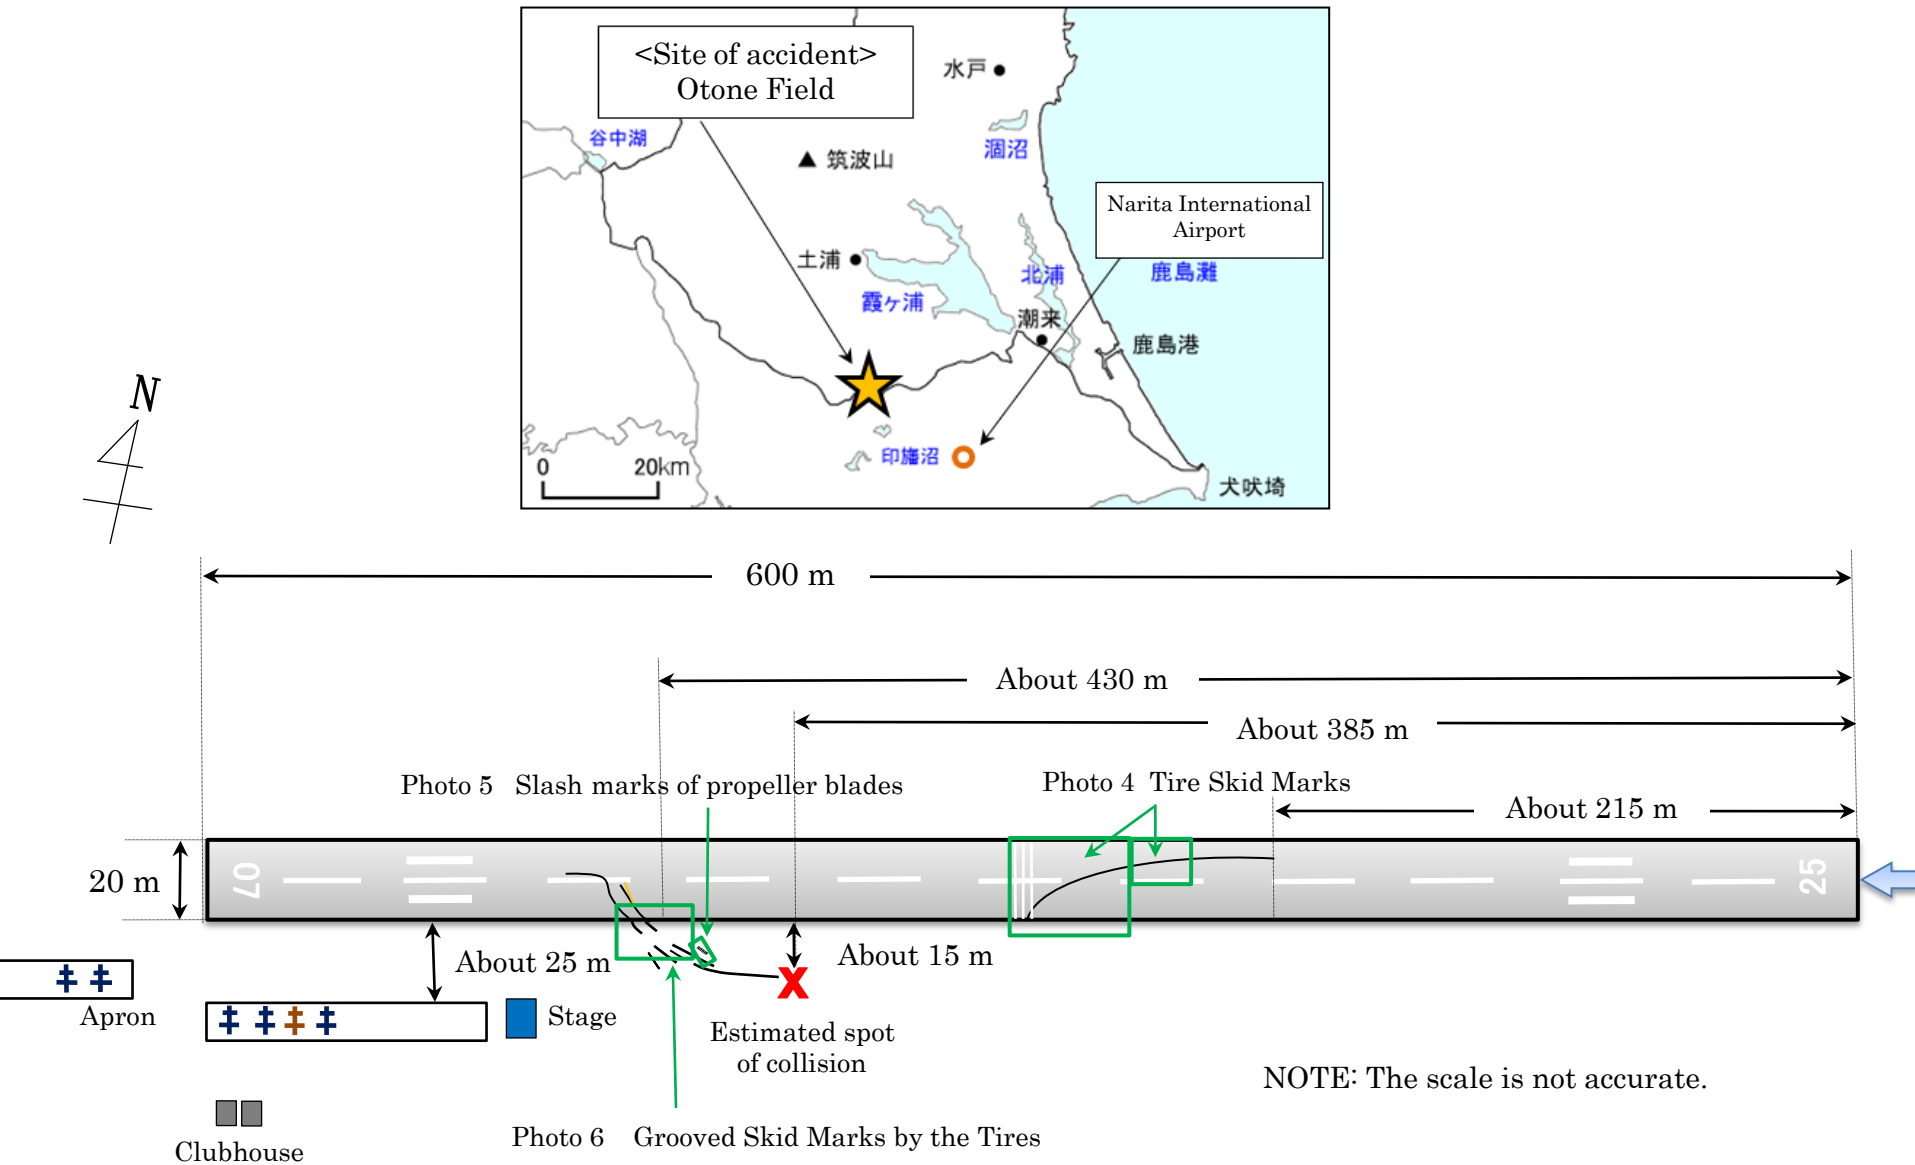 <Site of accident>
Otone Field
水戸
谷中湖
筑波山
涸沼
Narita International
Airport
土浦
霞ヶ浦
北浦
鹿島灘
潮来
鹿島港
印旛沼
犬吠埼
0 20km
N
600 m
About 430 m
About 385 m
Photo 5 Slash marks of propeller blades
Photo 4 Tire Skid Marks
About 215 m
20 m
07
25
About 25 m
About 15 m
Apron
Stage
Estimated spot
of collision
NOTE: The scale is not accurate.
Photo 6 Grooved Skid Marks by the Tires
Clubhouse